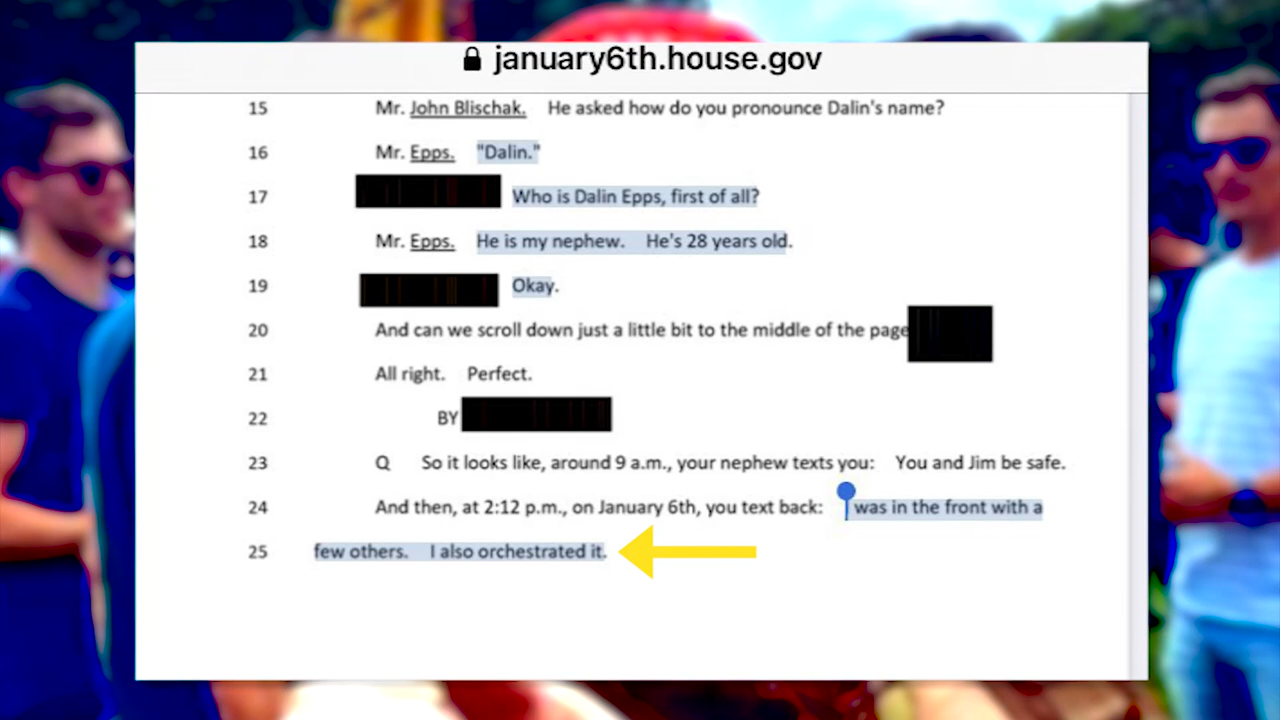 january6th.house.gov
15 Mr. John Blischak. He asked how do you pronounce Dalin's name?
16 Mr. Epps. "Dalin."
17 Who is Dalin Epps, first of all?
18 Mr. Epps. He is my nephew. He's 28 years old.
19 Okay.
20 And can we scroll down just a little bit to the middle of the page
21 All right. Perfect.
22 BY
23 Q So it looks like, around 9 a.m., your nephew texts you: You and Jim be safe.
24 And then, at 2:12 p.m., on January 6th, you text back: I was in the front with a
25 few others. I also orchestrated it.